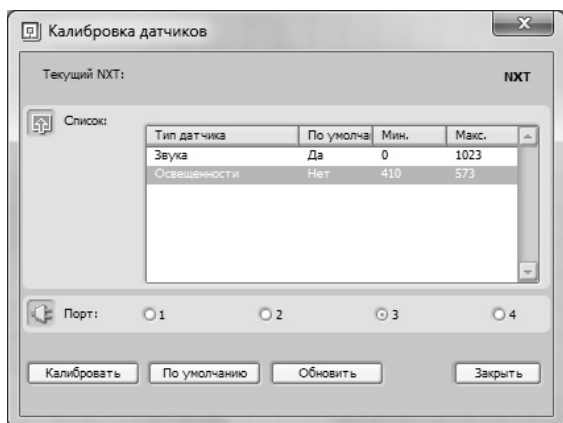 Калибровка датчиков
Текущий NXT: NXT
Список:
Тип датчика По умолча Мин. Макс.
Звука Да 0 1023
Освещенности Нет 410 573
Порт: 1 2 3 4
Калибровать По умолчанию Обновить Закрыть